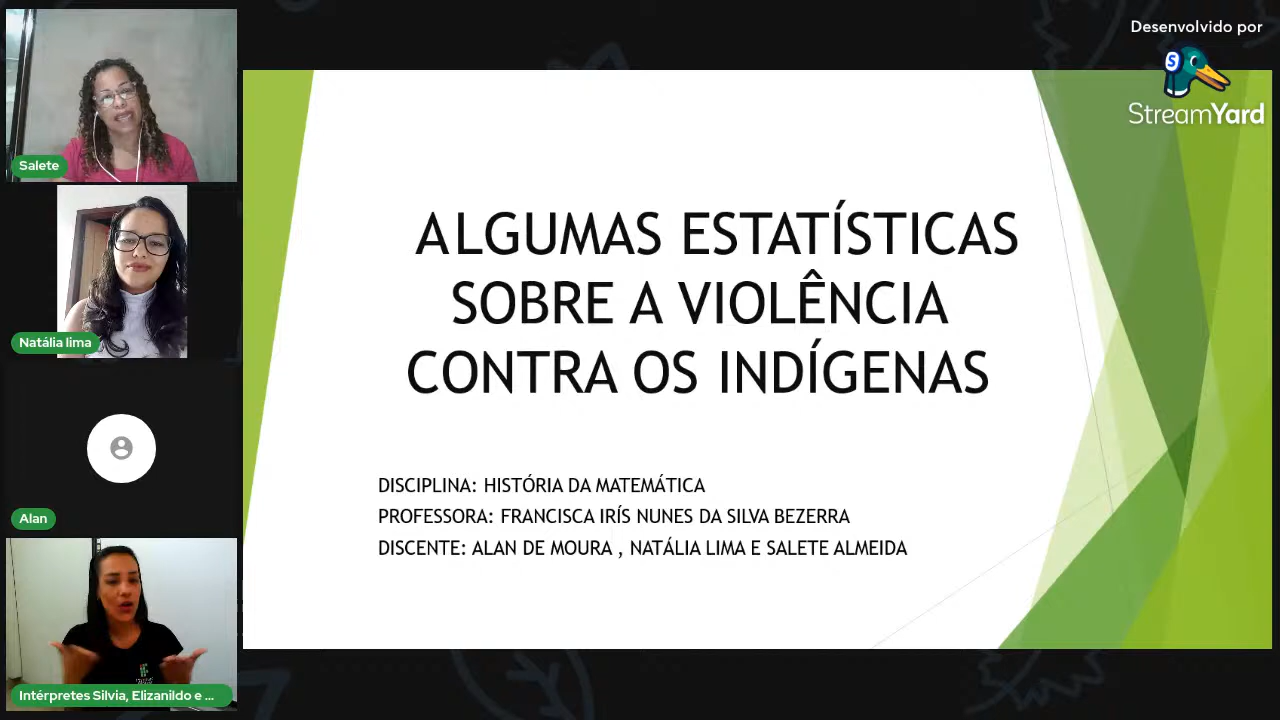 Desenvolvido por
StreamYard
Salete
Natália lima
Alan
Intérpretes Silvia, Elizanildo e ...
ALGUMAS ESTATÍSTICAS
SOBRE A VIOLÊNCIA
CONTRA OS INDÍGENAS
DISCIPLINA: HISTÓRIA DA MATEMÁTICA
PROFESSORA: FRANCISCA IRÍS NUNES DA SILVA BEZERRA
DISCENTE: ALAN DE MOURA , NATÁLIA LIMA E SALETE ALMEIDA